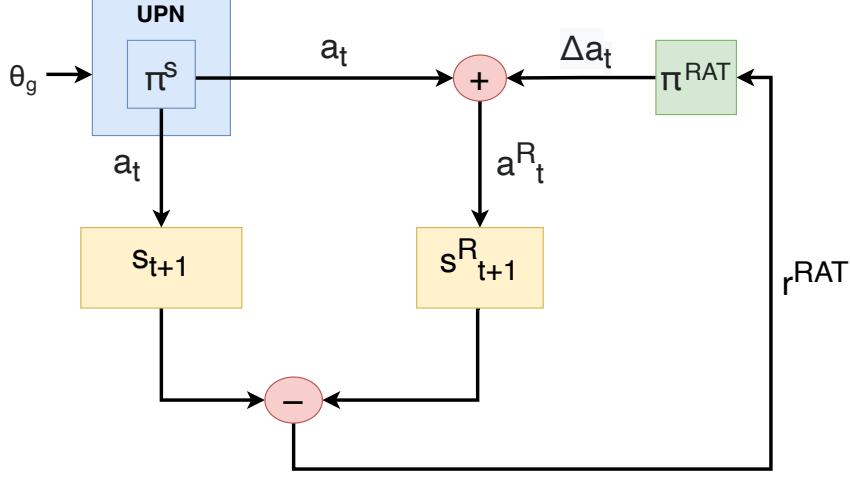 UPN
θg
πS
at
+
Δat
πRAT
at
aRt
st+1
sRt+1
rRAT
−